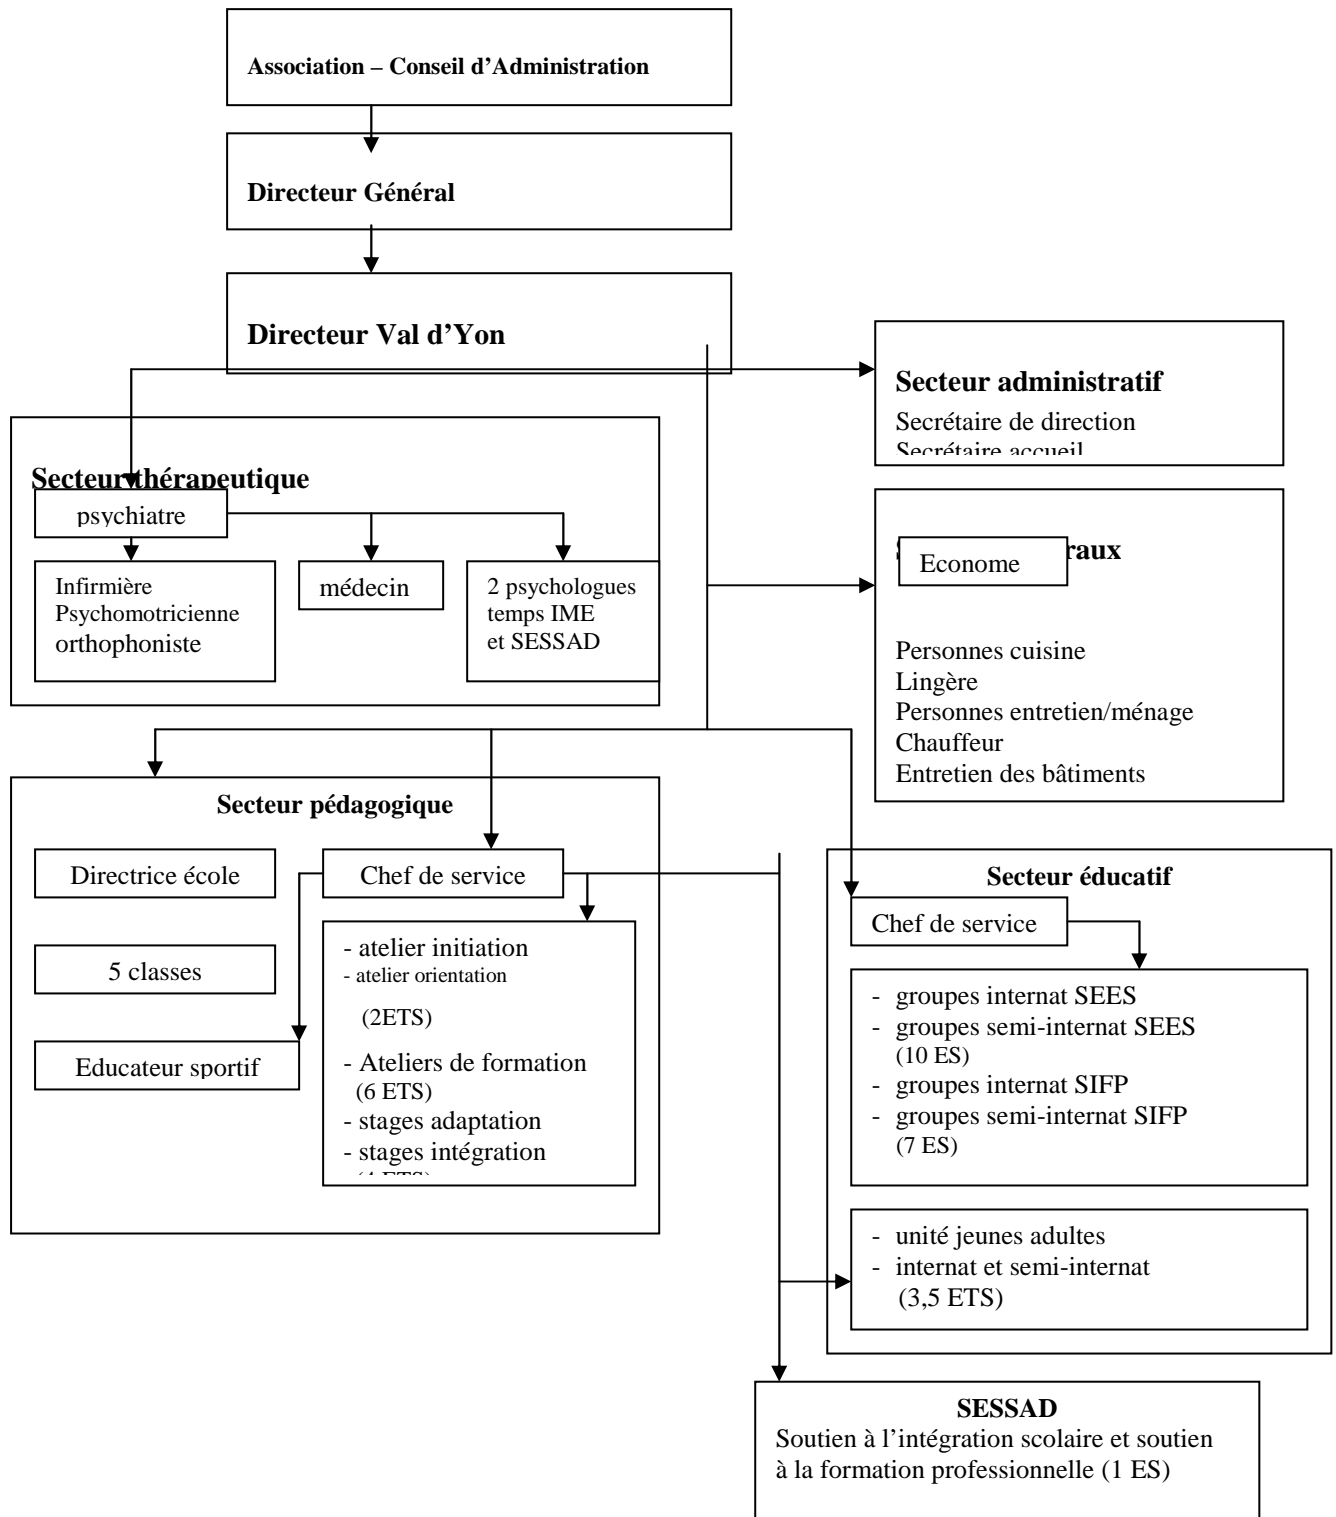 Association – Conseil d'Administration
Directeur Général
Directeur Val d'Yon
Secteur administratif
Secrétaire de direction
Secrétaire accueil
Secteur thérapeutique
psychiatre
Infirmière
Psychomotricienne
orthophoniste
médecin
2 psychologues
temps IME
et SESSAD
Econome
Personnes cuisine
Lingère
Personnes entretien/ménage
Chauffeur
Entretien des bâtiments
Secteur pédagogique
Directrice école
5 classes
Educateur sportif
Chef de service
- atelier initiation
- atelier orientation
(2ETS)
- Ateliers de formation
(6 ETS)
- stages adaptation
- stages intégration
Secteur éducatif
Chef de service
- groupes internat SEES
- groupes semi-internat SEES
(10 ES)
- groupes internat SIFP
- groupes semi-internat SIFP
(7 ES)
- unité jeunes adultes
- internat et semi-internat
(3,5 ETS)
SESSAD
Soutien à l'intégration scolaire et soutien
à la formation professionnelle (1 ES)